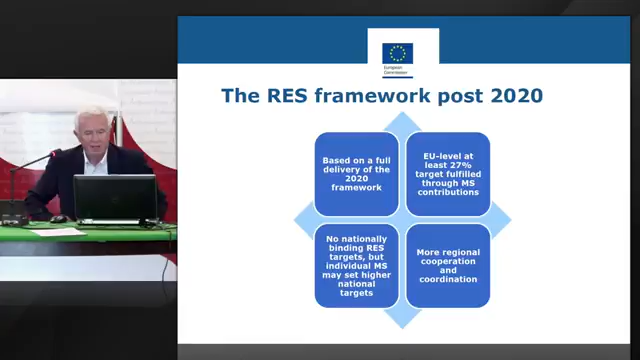 European
Commission
The RES framework post 2020
Based on a full
delivery of the
2020
framework
EU-level at
least 27%
target fulfilled
through MS
contributions
No nationally
binding RES
targets, but
individual MS
may set higher
national
targets
More regional
cooperation
and
coordination